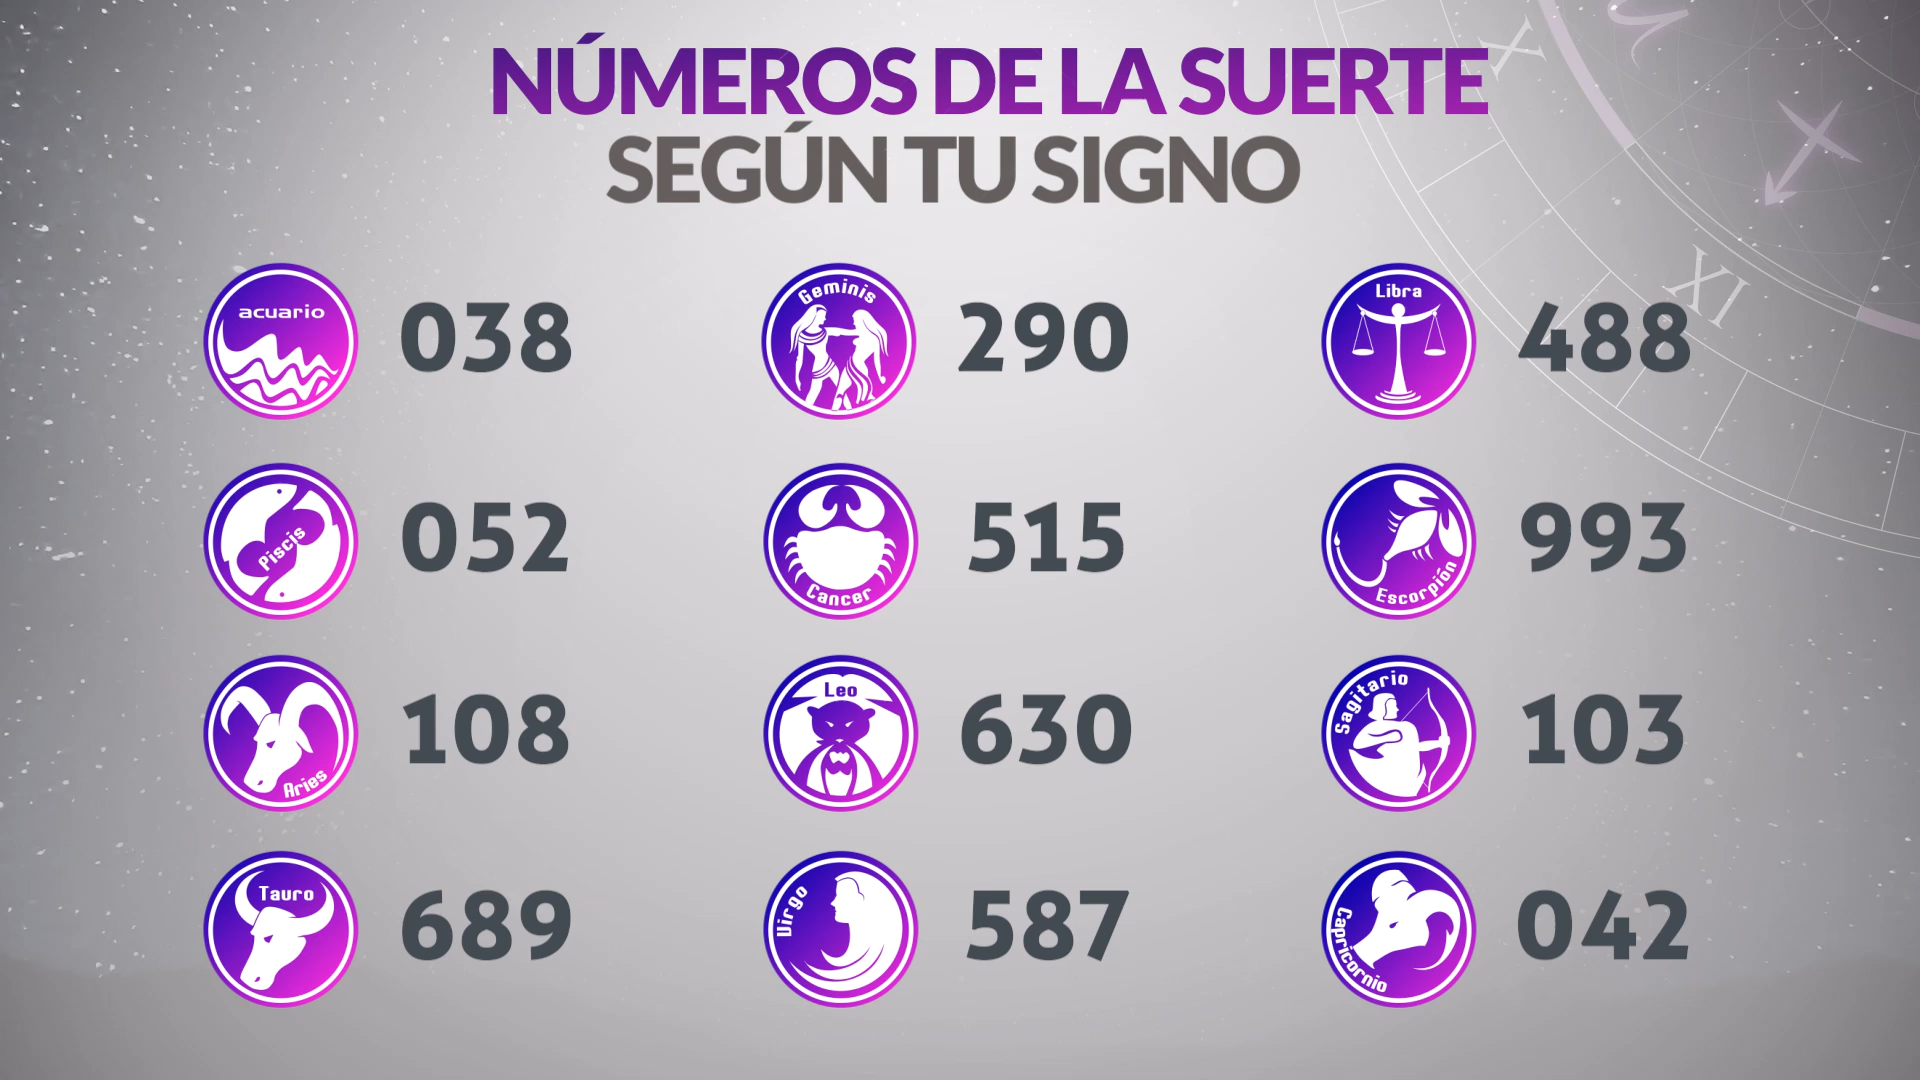 NÚMEROS DE LA SUERTE
SEGÚN TU SIGNO
X
XI
acuario 038
Geminis 290
Libra 488
Piscis 052
Cancer 515
Escorpión 993
Aries 108
Leo 630
Sagitario 103
Tauro 689
Virgo 587
Capricornio 042